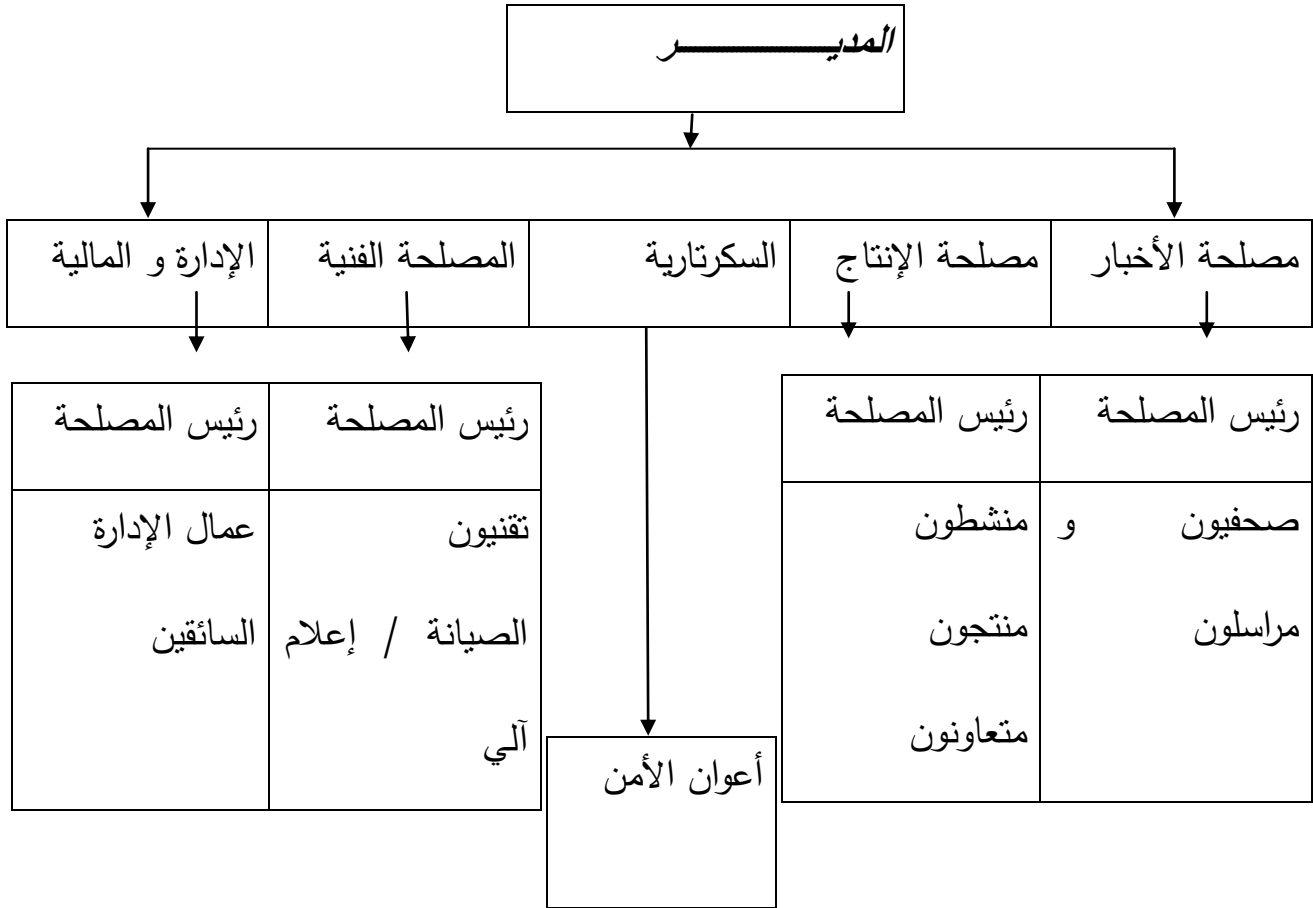 المديـــــــــــــــر
مصلحة الأخبار
مصلحة الإنتاج
السكرتارية
المصلحة الفنية
الإدارة و المالية
رئيس المصلحة
صحفيون و
مراسلون
رئيس المصلحة
منشطون
منتجون
متعاونون
أعوان الأمن
رئيس المصلحة
تقنيون
الصيانة / إعلام
آلي
رئيس المصلحة
عمال الإدارة
السائقين